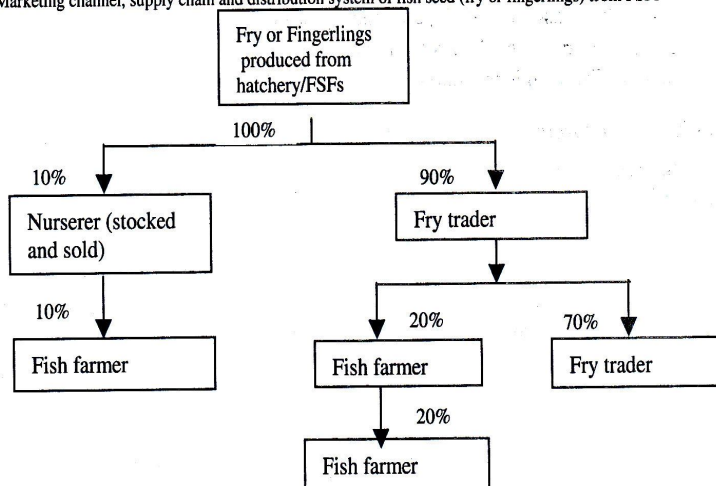 Marketing channel, supply chain and distribution system of fish seed (fry or fingerlings) from
Fry or Fingerlings
produced from
hatchery/FSFs
100%
10%
90%
Nurserer (stocked
and sold)
Fry trader
10%
20%
70%
Fish farmer
Fish farmer
Fry trader
20%
Fish farmer